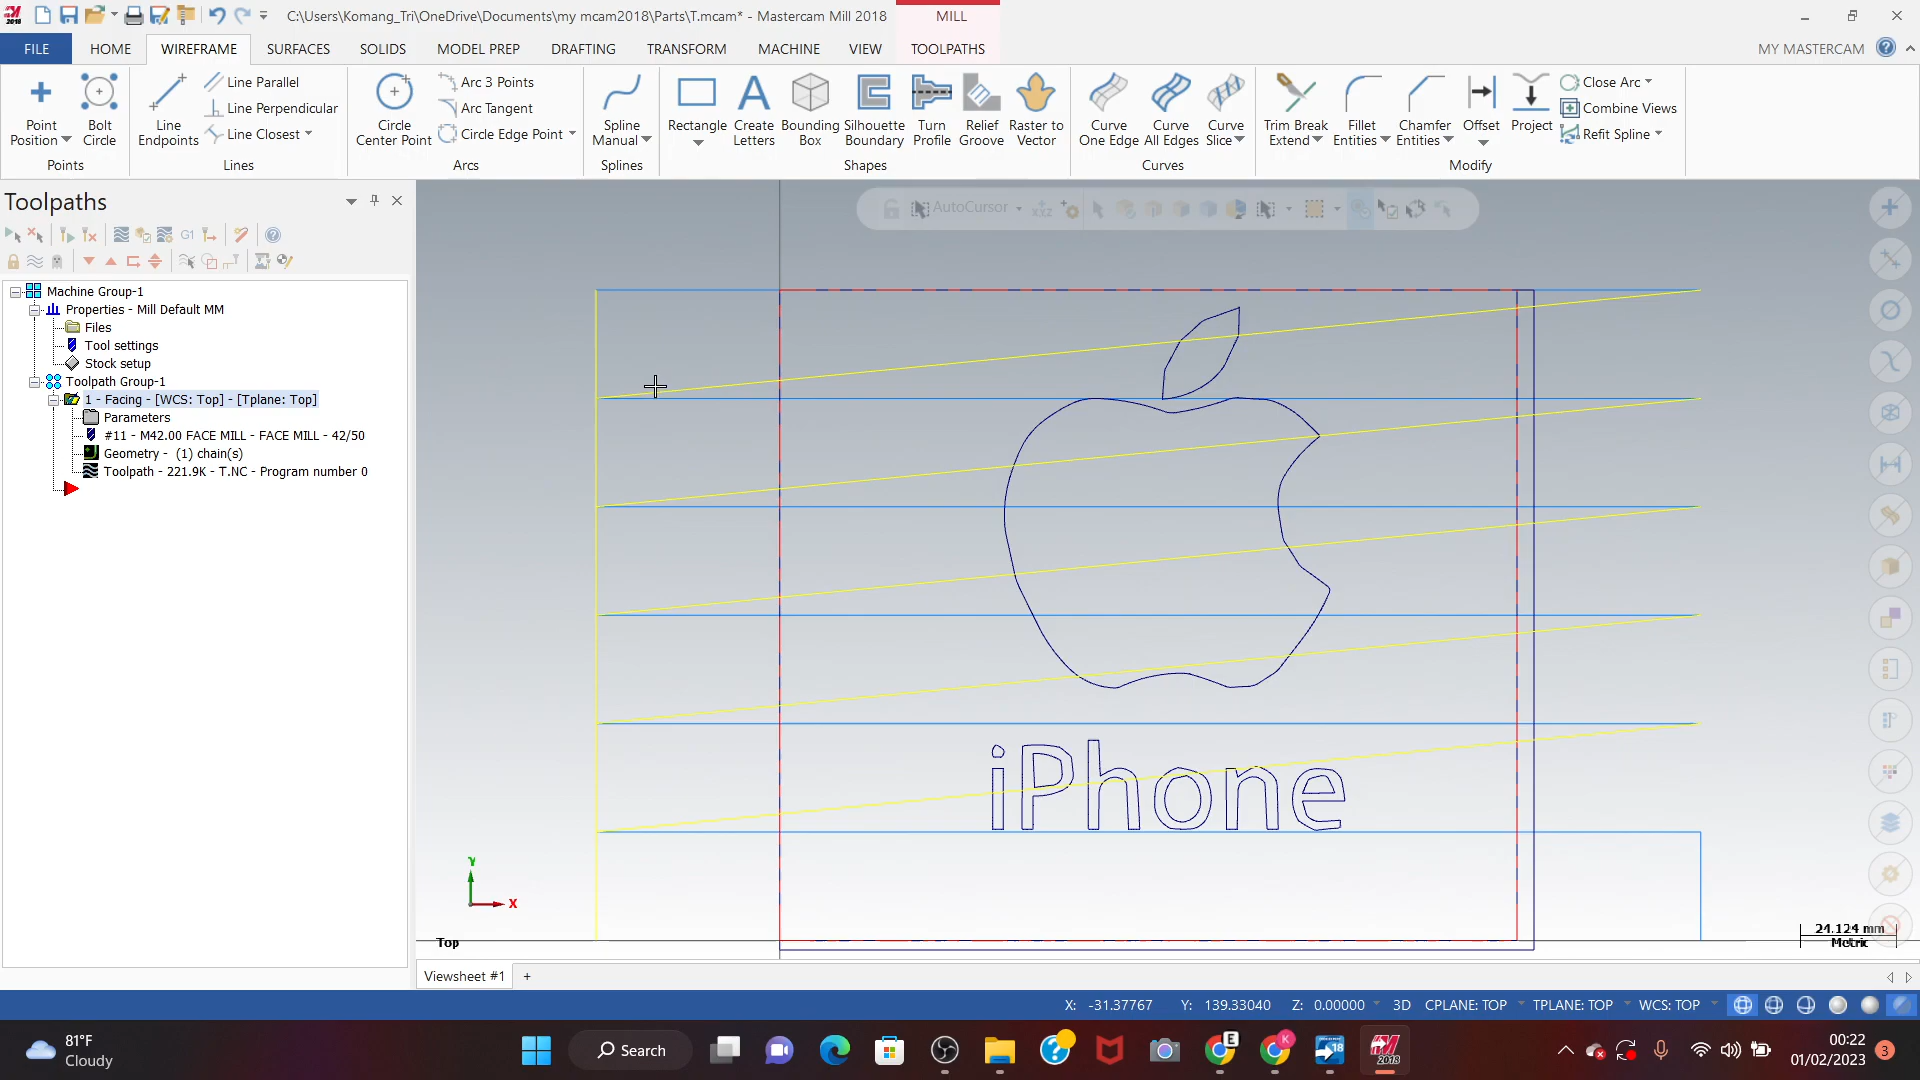 C:\Users\Komang_Tri\OneDrive\Documents\my mcam2018\Parts\T.mcam* - Mastercam Mill 2018
MILL
FILE HOME WIREFRAME SURFACES SOLIDS MODEL PREP DRAFTING TRANSFORM MACHINE VIEW TOOLPATHS
MY MASTERCAM
Point Position
Bolt Circle
Points
Line Endpoints
Line Parallel
Line Perpendicular
Line Closest
Lines
Circle Center Point
Arc 3 Points
Arc Tangent
Circle Edge Point
Arcs
Spline Manual
Splines
Rectangle
Create Letters
Bounding Box
Silhouette Boundary
Turn Profile
Relief Groove
Raster to Vector
Shapes
Curve One Edge
Curve All Edges
Curve Slice
Curves
Trim Break Extend
Fillet Entities
Chamfer Entities
Offset
Project
Close Arc
Combine Views
Refit Spline
Modify
Toolpaths
G1
AutoCursor
Machine Group-1
Properties - Mill Default MM
Files
Tool settings
Stock setup
Toolpath Group-1
1 - Facing - [WCS: Top] - [Tplane: Top]
Parameters
#11 - M42.00 FACE MILL - FACE MILL - 42/50
Geometry - (1) chain(s)
Toolpath - 221.9K - T.NC - Program number 0
iPhone
Y
X
Top
24.124 mm
Metric
Viewsheet #1
+
X: -31.37767 Y: 139.33040 Z: 0.00000 3D CPLANE: TOP TPLANE: TOP WCS: TOP
81°F
Cloudy
Search
E
K
18
2018
00:22
01/02/2023
3